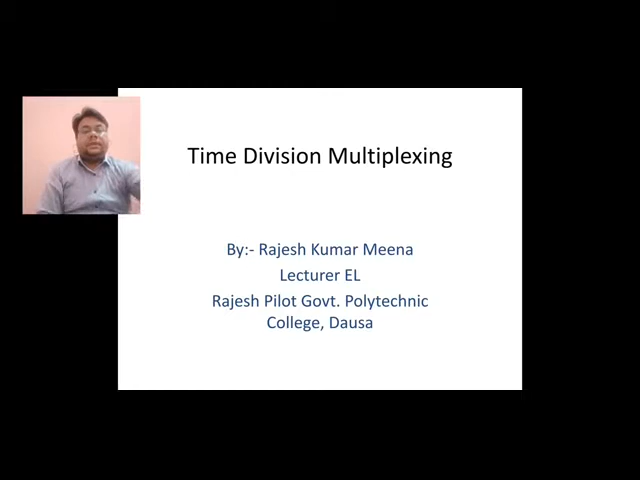 Time Division Multiplexing
By:- Rajesh Kumar Meena
Lecturer EL
Rajesh Pilot Govt. Polytechnic
College, Dausa